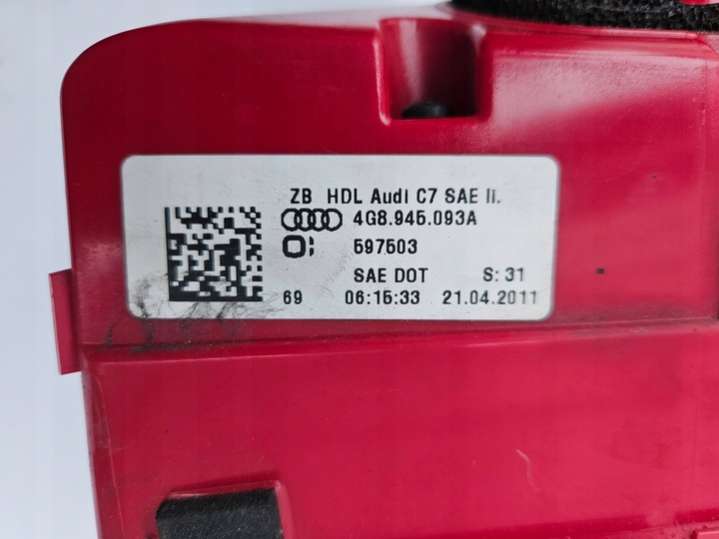 ZB HDL Audi C7 SAE li.
4G8.945.093A
597503
SAE DOT S: 31
69 06:15:33 21.04.2011